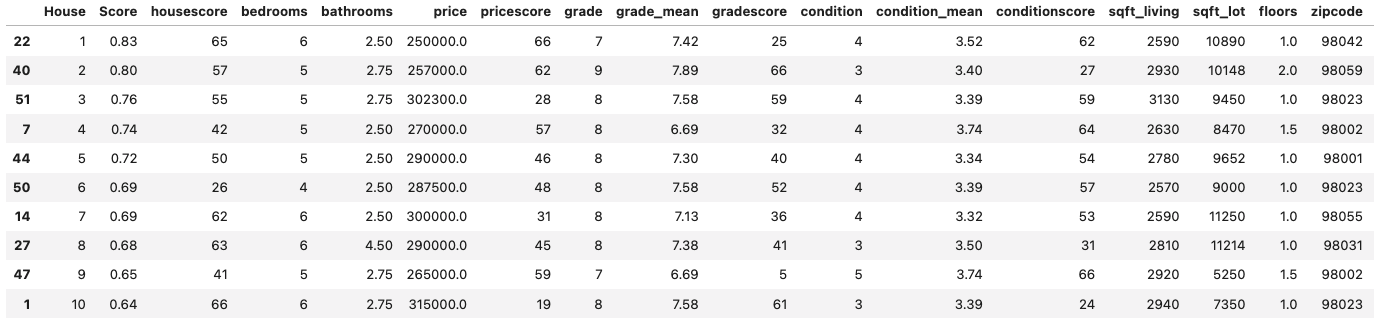 House Score housescore bedrooms bathrooms price pricescore grade grade_mean gradescore condition condition_mean conditionscore sqft_living sqft_lot floors zipcode
22 1 0.83 65 6 2.50 250000.0 66 7 7.42 25 4 3.52 62 2590 10890 1.0 98042
40 2 0.80 57 5 2.75 257000.0 62 9 7.89 66 3 3.40 27 2930 10148 2.0 98059
51 3 0.76 55 5 2.75 302300.0 28 8 7.58 59 4 3.39 59 3130 9450 1.0 98023
7 4 0.74 42 5 2.50 270000.0 57 8 6.69 32 4 3.74 64 2630 8470 1.5 98002
44 5 0.72 50 5 2.50 290000.0 46 8 7.30 40 4 3.34 54 2780 9652 1.0 98001
50 6 0.69 26 4 2.50 287500.0 48 8 7.58 52 4 3.39 57 2570 9000 1.0 98023
14 7 0.69 62 6 2.50 300000.0 31 8 7.13 36 4 3.32 53 2590 11250 1.0 98055
27 8 0.68 63 6 4.50 290000.0 45 8 7.38 41 3 3.50 31 2810 11214 1.0 98031
47 9 0.65 41 5 2.75 265000.0 59 7 6.69 5 5 3.74 66 2920 5250 1.5 98002
1 10 0.64 66 6 2.75 315000.0 19 8 7.58 61 3 3.39 24 2940 7350 1.0 98023